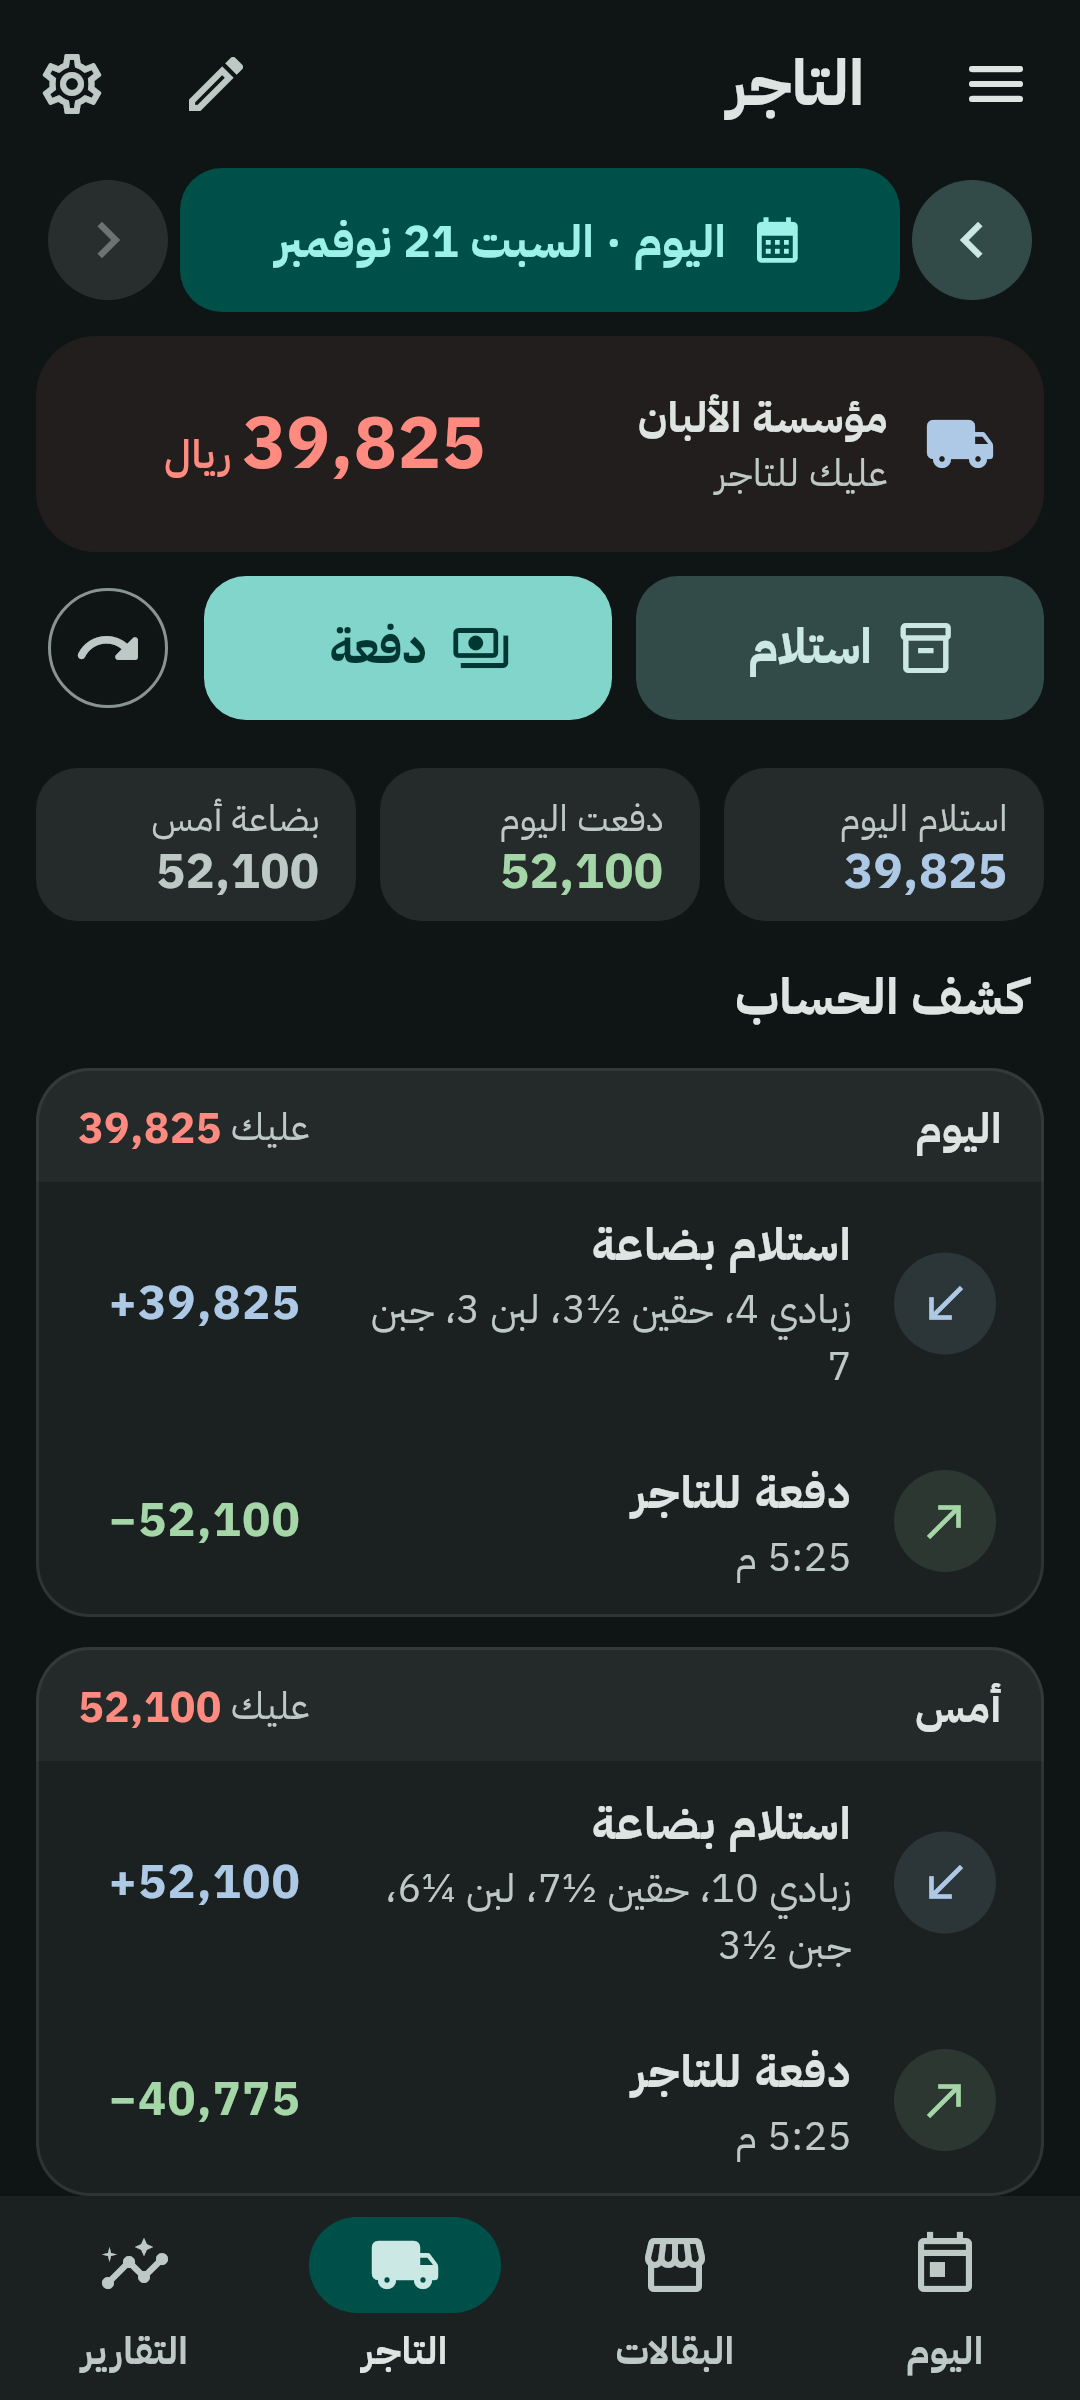 التاجر
اليوم · السبت 21 نوفمبر
مؤسسة الألبان
عليك للتاجر
39,825 ريال
استلام
دفعة
استلام اليوم
39,825
دفعت اليوم
52,100
بضاعة أمس
52,100
كشف الحساب
اليوم
عليك 39,825
استلام بضاعة
زبادي 4، حقين 3½، لبن 3، جبن
7
+39,825
دفعة للتاجر
5:25 م
−52,100
أمس
عليك 52,100
استلام بضاعة
زبادي 10، حقين 7½، لبن 6¼،
جبن 3½
+52,100
دفعة للتاجر
5:25 م
−40,775
اليوم
البقالات
التاجر
التقارير